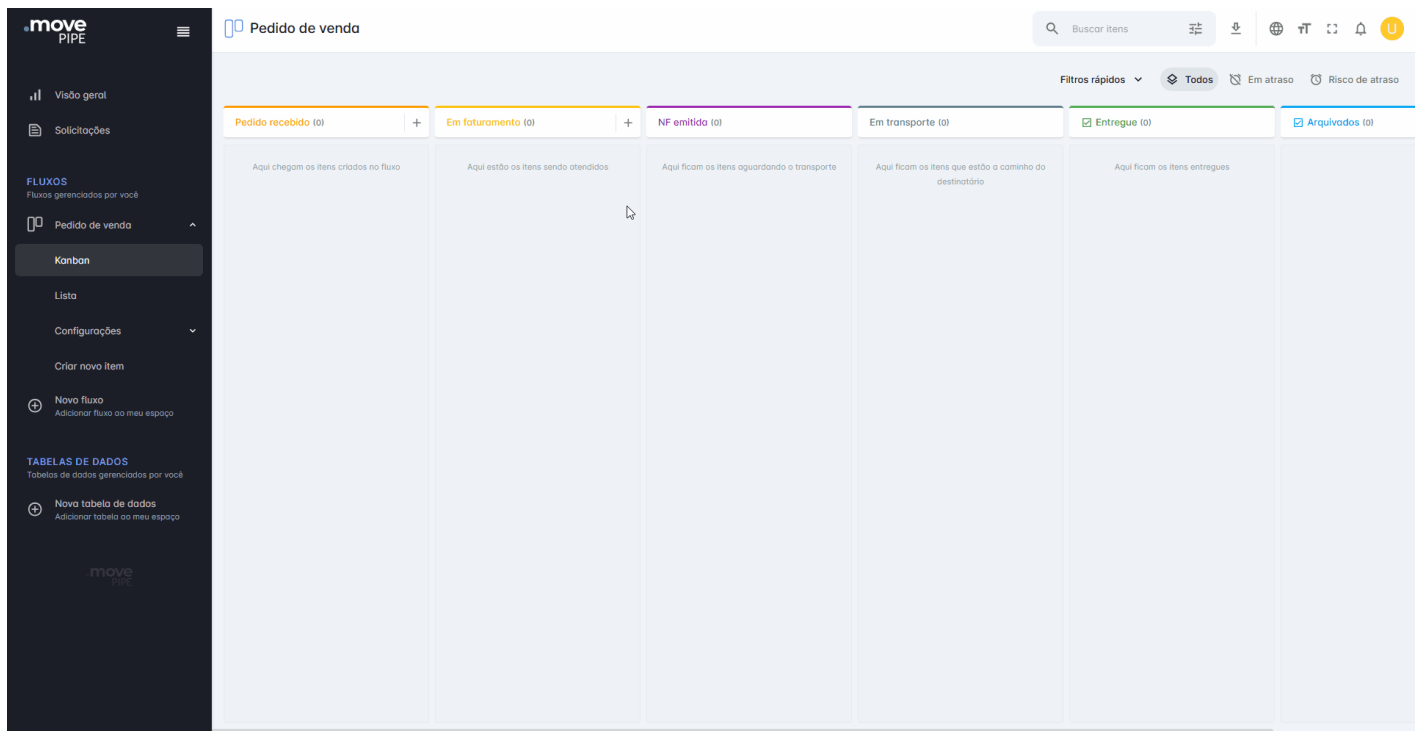 .move
PIPE
Visão geral
Solicitações
FLUXOS
Fluxos gerenciados por você
Pedido de venda
Kanban
Lista
Configurações
Criar novo item
Novo fluxo
Adicionar fluxo ao meu espaço
TABELAS DE DADOS
Tabelas de dados gerenciados por você
Nova tabela de dados
Adicionar tabela ao meu espaço
.move
PIPE
Pedido de venda
Buscar itens
U
Filtros rápidos
Todos
Em atraso
Risco de atraso
Pedido recebido (0)
Em faturamento (0)
NF emitida (0)
Em transporte (0)
Entregue (0)
Arquivados (0)
Aqui chegam os itens criados no fluxo
Aqui estão os itens sendo atendidos
Aqui ficam os itens aguardando o transporte
Aqui ficam os itens que estão a caminho do
destinatário
Aqui ficam os itens entregues